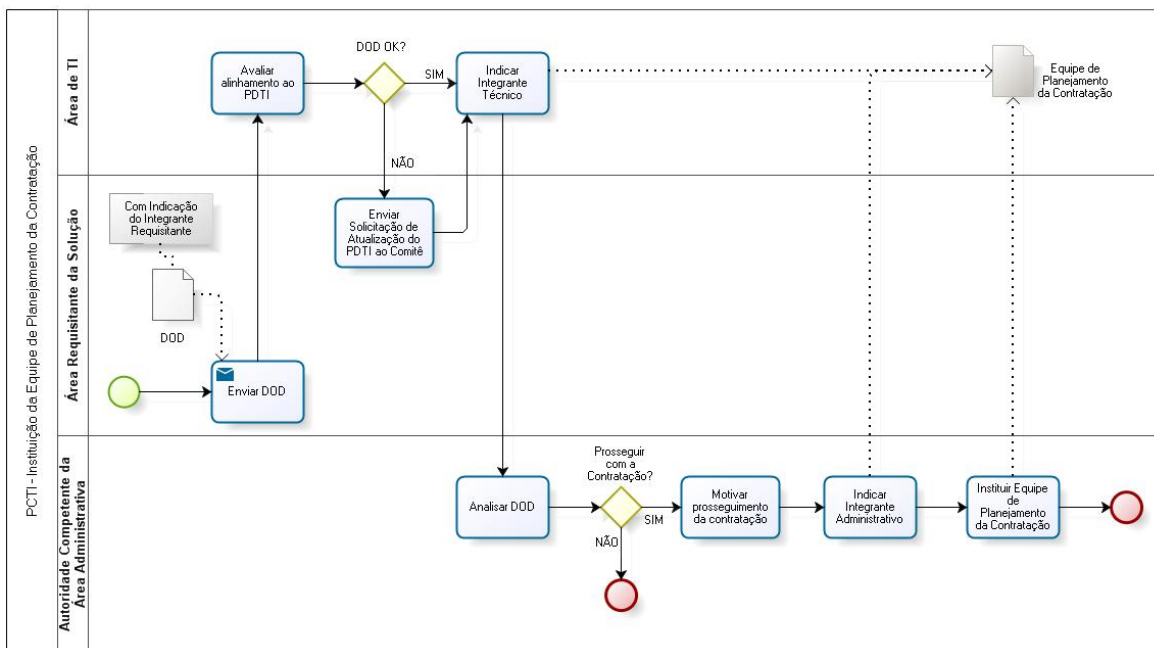 PCTI - Instituição da Equipe de Planejamento da Contratação
Área de TI
Avaliar
alinhamento ao
PDTI
DOD OK?
SIM
NÃO
Indicar
Integrante
Técnico
Equipe de
Planejamento
da Contratação
Área Requisitante da Solução
Com Indicação
do Integrante
Requisitante
DOD
Enviar DOD
Enviar
Solicitação de
Atualização do
PDTI ao Comitê
Autoridade Competente da
Área Administrativa
Analisar DOD
Prosseguir
com a
Contratação?
SIM
NÃO
Motivar
prosseguimento
da contratação
Indicar
Integrante
Administrativo
Instituir Equipe
de
Planejamento
da Contratação